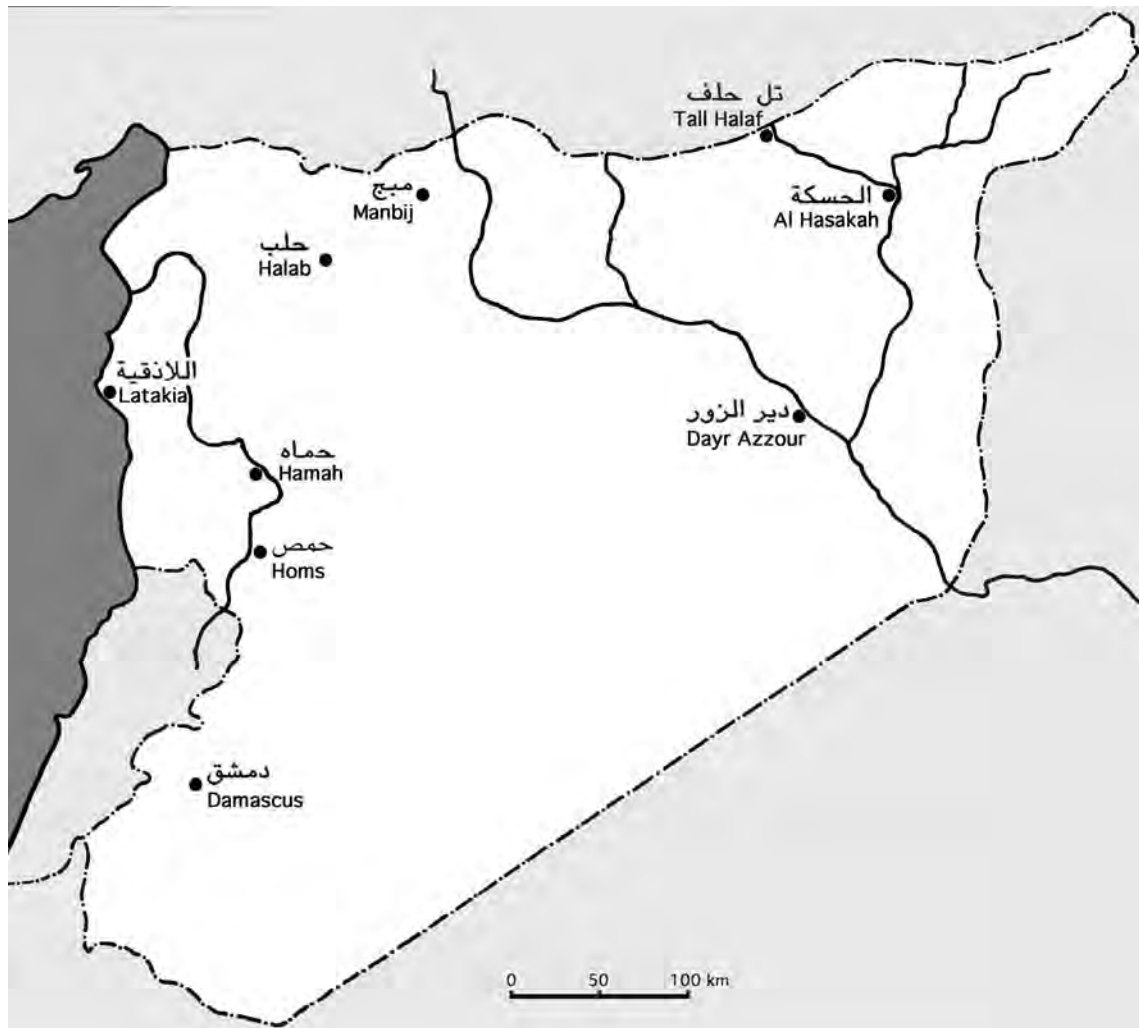 تل حلف
Tall Halaf
مبج
Manbij
الحسكة
Al Hasakah
حلب
Halab
اللاذقية
Latakia
دير الزور
Dayr Azzour
حماه
Hamah
حمص
Homs
دمشق
Damascus
0 50 100 km